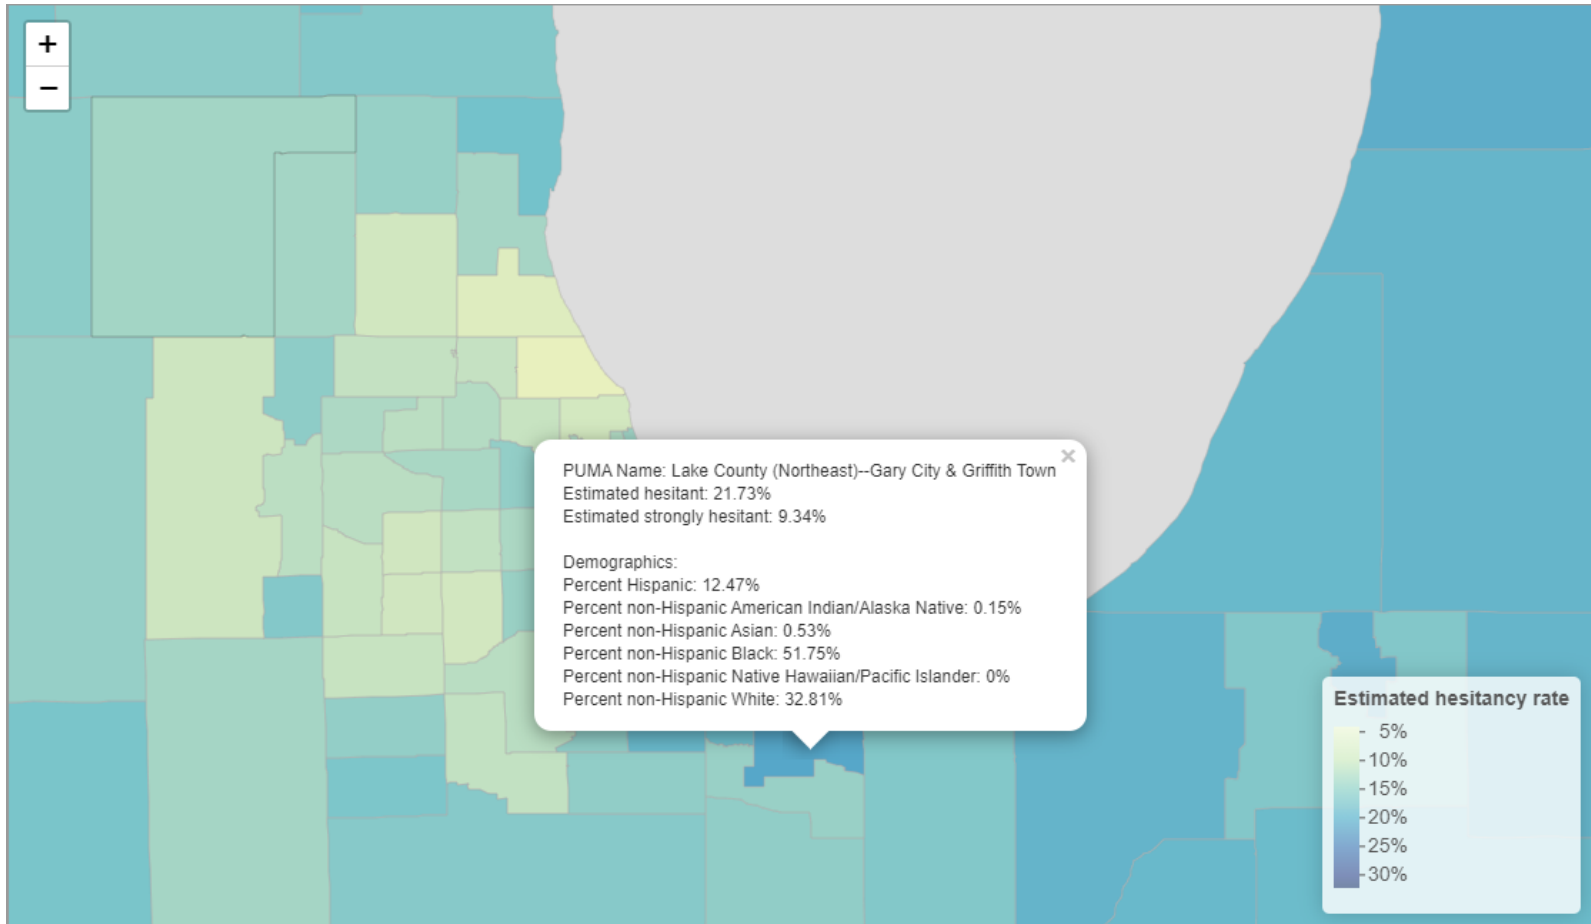 +
−
×
PUMA Name: Lake County (Northeast)--Gary City & Griffith Town
Estimated hesitant: 21.73%
Estimated strongly hesitant: 9.34%
Demographics:
Percent Hispanic: 12.47%
Percent non-Hispanic American Indian/Alaska Native: 0.15%
Percent non-Hispanic Asian: 0.53%
Percent non-Hispanic Black: 51.75%
Percent non-Hispanic Native Hawaiian/Pacific Islander: 0%
Percent non-Hispanic White: 32.81%
Estimated hesitancy rate
5%
10%
15%
20%
25%
30%